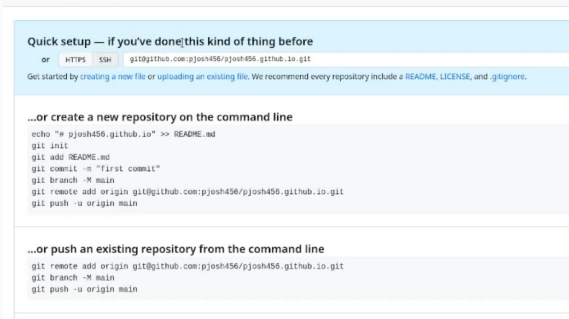 Quick setup — if you've done this kind of thing before
or HTTPS SSH git@github.com:pjosh456/pjosh456.github.io.git
Get started by creating a new file or uploading an existing file. We recommend every repository include a README, LICENSE, and .gitignore.
...or create a new repository on the command line
echo "# pjosh456.github.io" >> README.md
git init
git add README.md
git commit -m "first commit"
git branch -M main
git remote add origin git@github.com:pjosh456/pjosh456.github.io.git
git push -u origin main
...or push an existing repository from the command line
git remote add origin git@github.com:pjosh456/pjosh456.github.io.git
git branch -M main
git push -u origin main